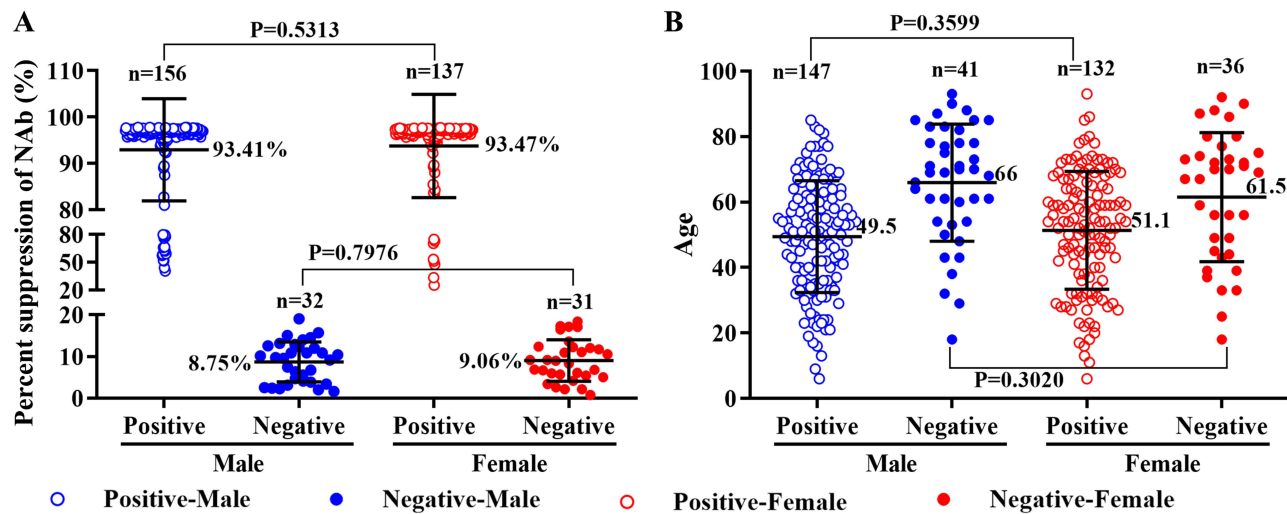 A
P=0.5313
Percent suppression of NAb (%)
110
100
90
80
80
50
20
20
10
0
n=156
n=137
93.41%
93.47%
P=0.7976
n=32
n=31
8.75%
9.06%
Positive
Negative
Positive
Negative
Male
Female
B
P=0.3599
Age
100
80
60
40
20
0
n=147
n=41
n=132
n=36
49.5
66
51.1
61.5
P=0.3020
Positive
Negative
Positive
Negative
Male
Female
Positive-Male
Negative-Male
Positive-Female
Negative-Female